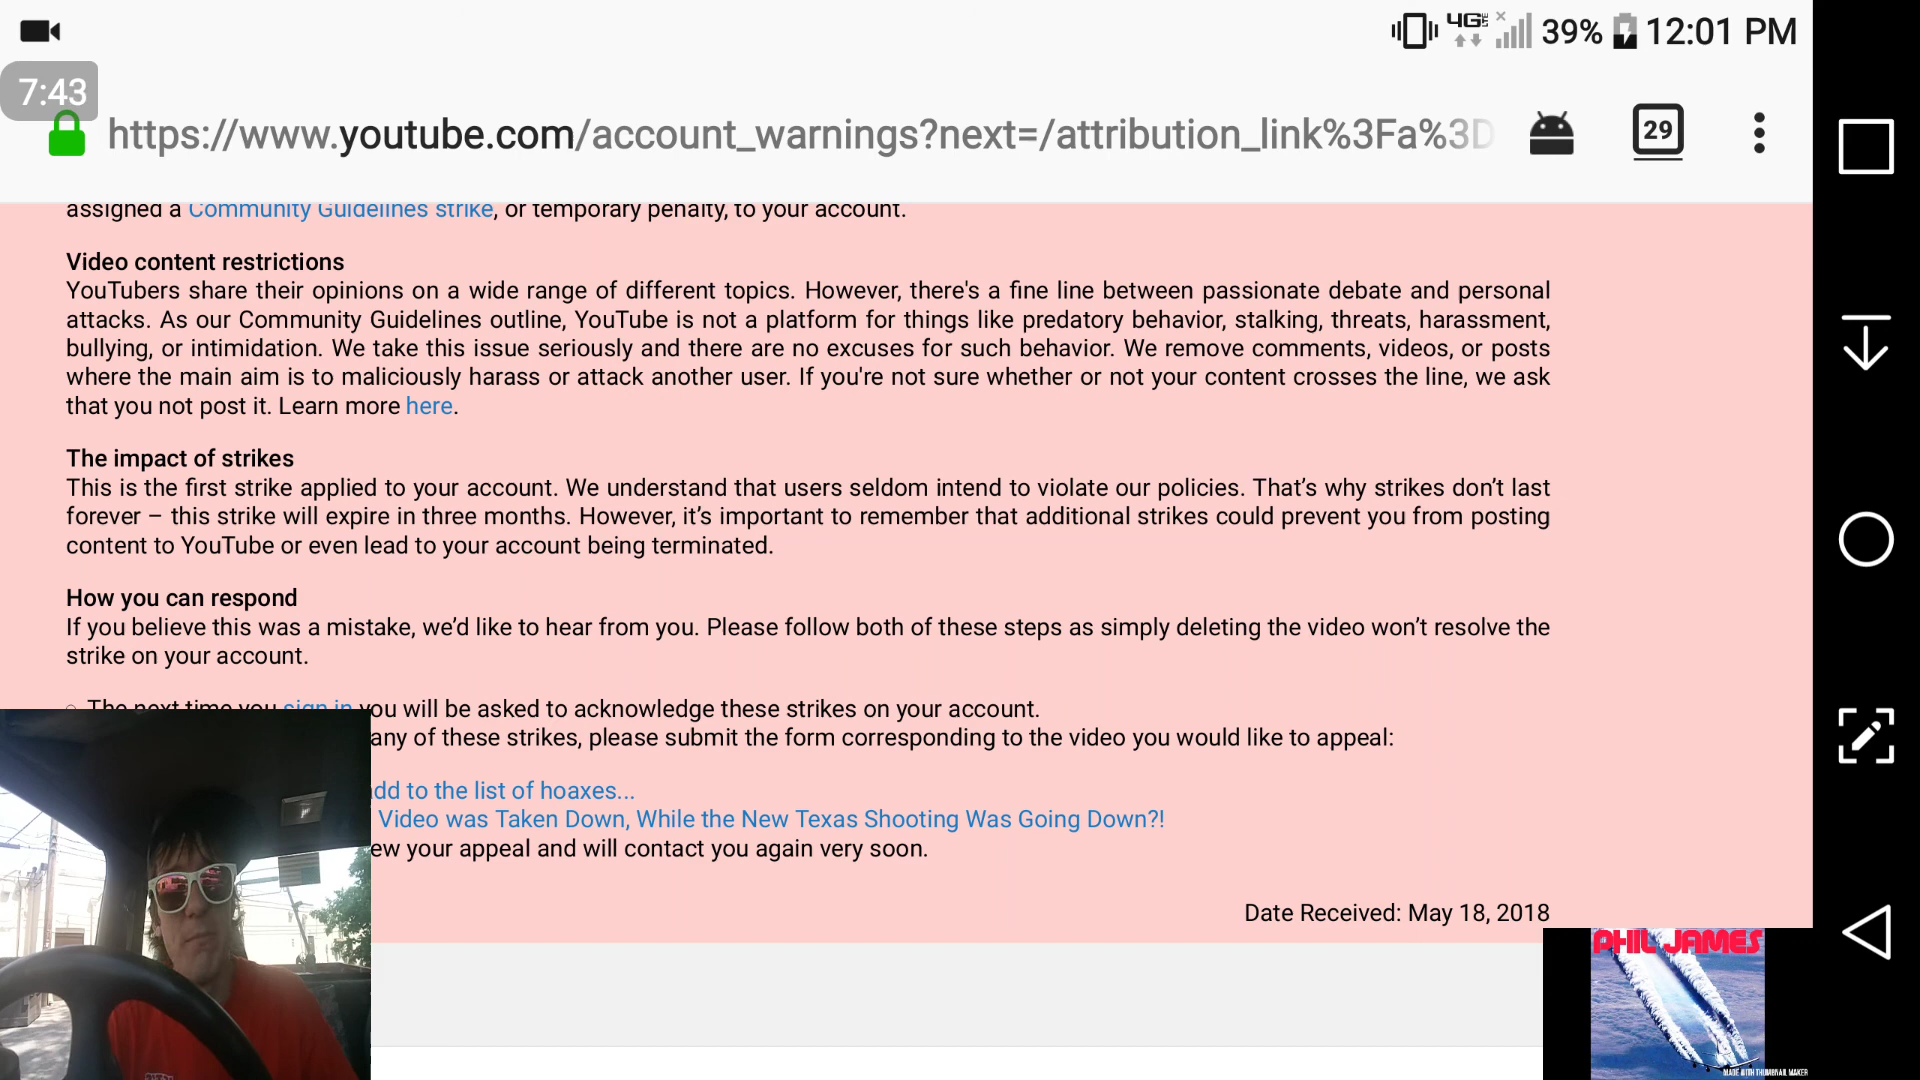 4G LTE 39% 12:01 PM
7:43
https://www.youtube.com/account_warnings?next=/attribution_link%3Fa%3D
29
assigned a Community Guidelines strike, or temporary penalty, to your account.
Video content restrictions
YouTubers share their opinions on a wide range of different topics. However, there's a fine line between passionate debate and personal
attacks. As our Community Guidelines outline, YouTube is not a platform for things like predatory behavior, stalking, threats, harassment,
bullying, or intimidation. We take this issue seriously and there are no excuses for such behavior. We remove comments, videos, or posts
where the main aim is to maliciously harass or attack another user. If you're not sure whether or not your content crosses the line, we ask
that you not post it. Learn more here.
The impact of strikes
This is the first strike applied to your account. We understand that users seldom intend to violate our policies. That’s why strikes don’t last
forever – this strike will expire in three months. However, it’s important to remember that additional strikes could prevent you from posting
content to YouTube or even lead to your account being terminated.
How you can respond
If you believe this was a mistake, we’d like to hear from you. Please follow both of these steps as simply deleting the video won’t resolve the
strike on your account.
The next time you sign in you will be asked to acknowledge these strikes on your account.
any of these strikes, please submit the form corresponding to the video you would like to appeal:
add to the list of hoaxes...
Video was Taken Down, While the New Texas Shooting Was Going Down?!
ew your appeal and will contact you again very soon.
Date Received: May 18, 2018
PHIL JAMES
MADE WITH THUMBNAIL MAKER